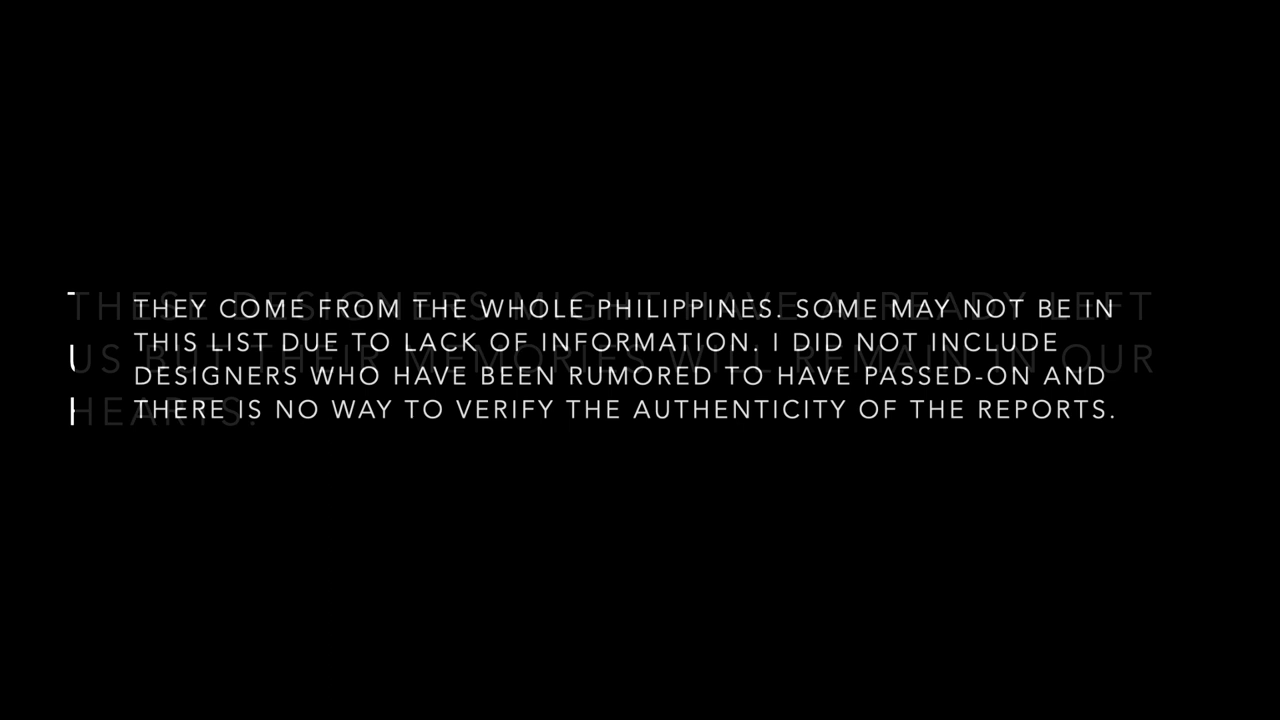 THEY COME FROM THE WHOLE PHILIPPINES. SOME MAY NOT BE IN
THIS LIST DUE TO LACK OF INFORMATION. I DID NOT INCLUDE
DESIGNERS WHO HAVE BEEN RUMORED TO HAVE PASSED-ON AND
THERE IS NO WAY TO VERIFY THE AUTHENTICITY OF THE REPORTS.
THESE DESIGNERS MIGHT HAVE ALREADY LEFT
US BUT THEIR MEMORIES WILL REMAIN IN OUR
HEARTS.